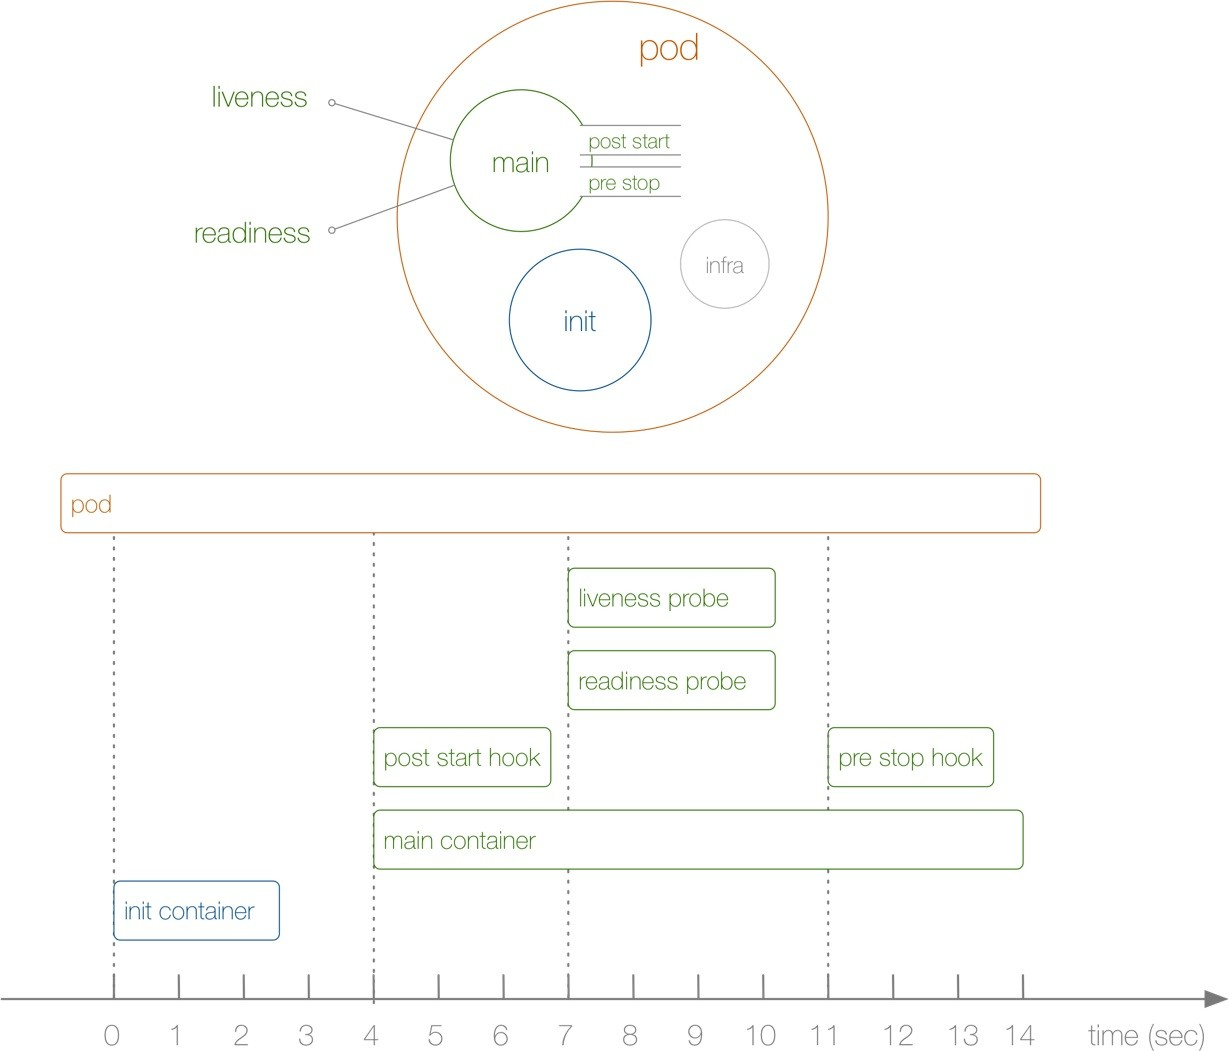 pod
liveness
post start
main
pre stop
readiness
infra
init
pod
liveness probe
readiness probe
post start hook
pre stop hook
main container
init container
0 1 2 3 4 5 6 7 8 9 10 11 12 13 14 time (sec)